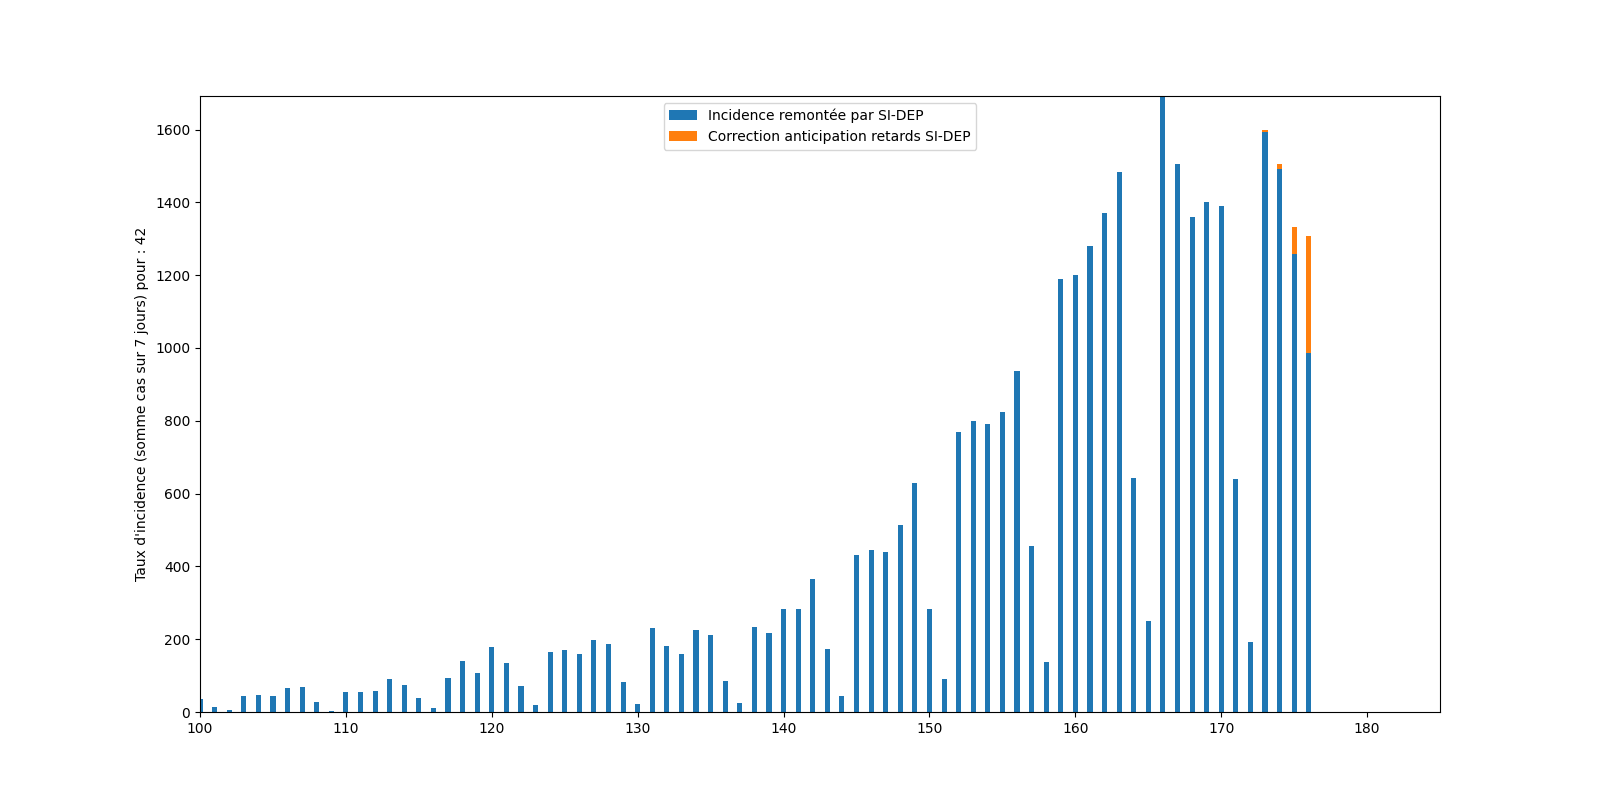 Incidence remontée par SI-DEP
Correction anticipation retards SI-DEP
Taux d'incidence (somme cas sur 7 jours) pour : 42
1600
1400
1200
1000
800
600
400
200
0
100 110 120 130 140 150 160 170 180